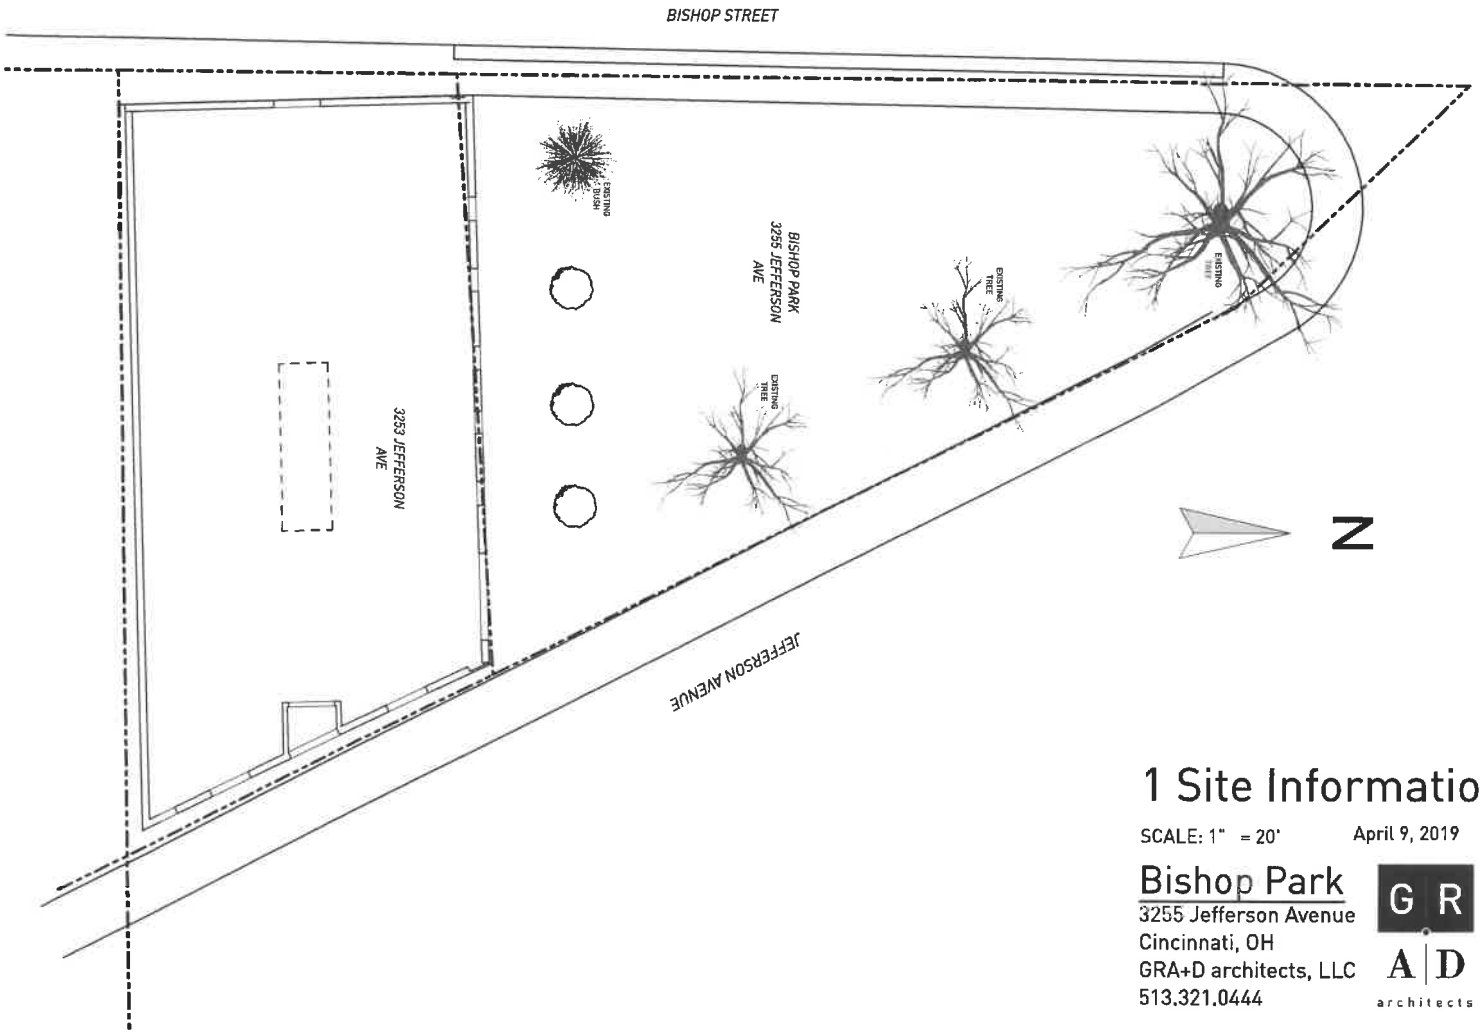 BISHOP STREET
EXISTING
BUSH
BISHOP PARK
3255 JEFFERSON
AVE
EXISTING
TREE
EXISTING
TREE
EXISTING
TREE
3253 JEFFERSON
AVE
N
JEFFERSON AVENUE
1 Site Informatio
SCALE: 1" = 20'
April 9, 2019
Bishop Park
3255 Jefferson Avenue
Cincinnati, OH
GRA+D architects, LLC
513.321.0444
G R
A D
architects